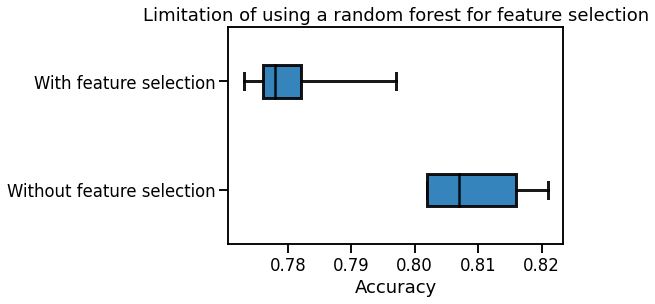 Limitation of using a random forest for feature selection
With feature selection
Without feature selection
0.78 0.79 0.80 0.81 0.82
Accuracy